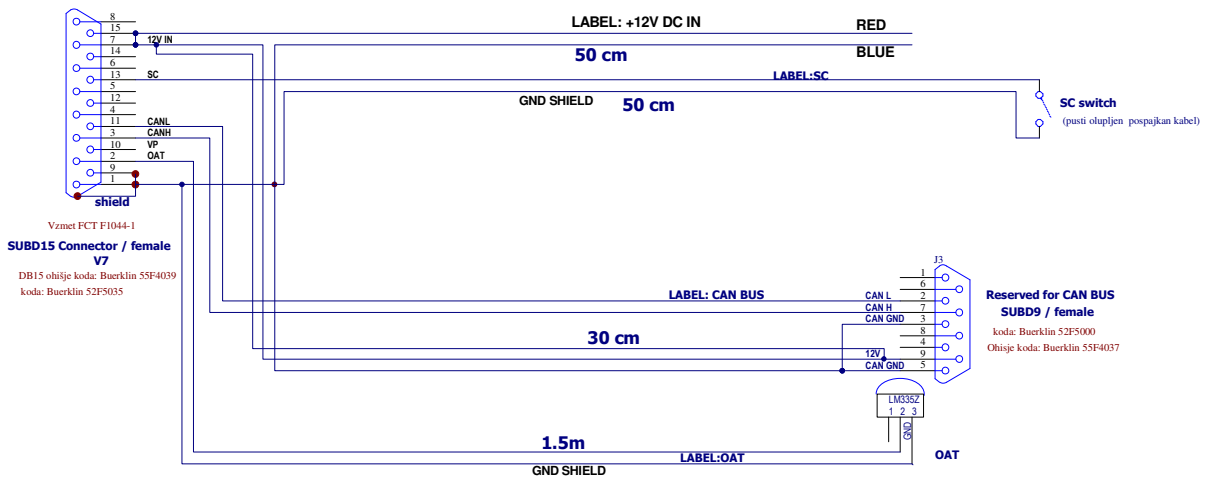 8
15
7
12V IN
14
6
13
SC
5
12
4
11
CANL
3
CANH
10
VP
2
OAT
9
1
shield
Vzmet FCT F1044-1
SUBD15 Connector / female
V7
DB15 ohišje koda: Buerklin 55F4039
koda: Buerklin 52F5035
LABEL: +12V DC IN
RED
BLUE
50 cm
LABEL:SC
GND SHIELD
50 cm
SC switch
(pusti olupljen pospajkan kabel)
J3
1
6
CAN L
2
CAN H
7
CAN GND
3
8
4
12V
9
CAN GND
5
LABEL: CAN BUS
30 cm
Reserved for CAN BUS
SUBD9 / female
koda: Buerklin 52F5000
Ohisje koda: Buerklin 55F4037
LM335Z
1 2 3
GND
OAT
1.5m
LABEL:OAT
GND SHIELD